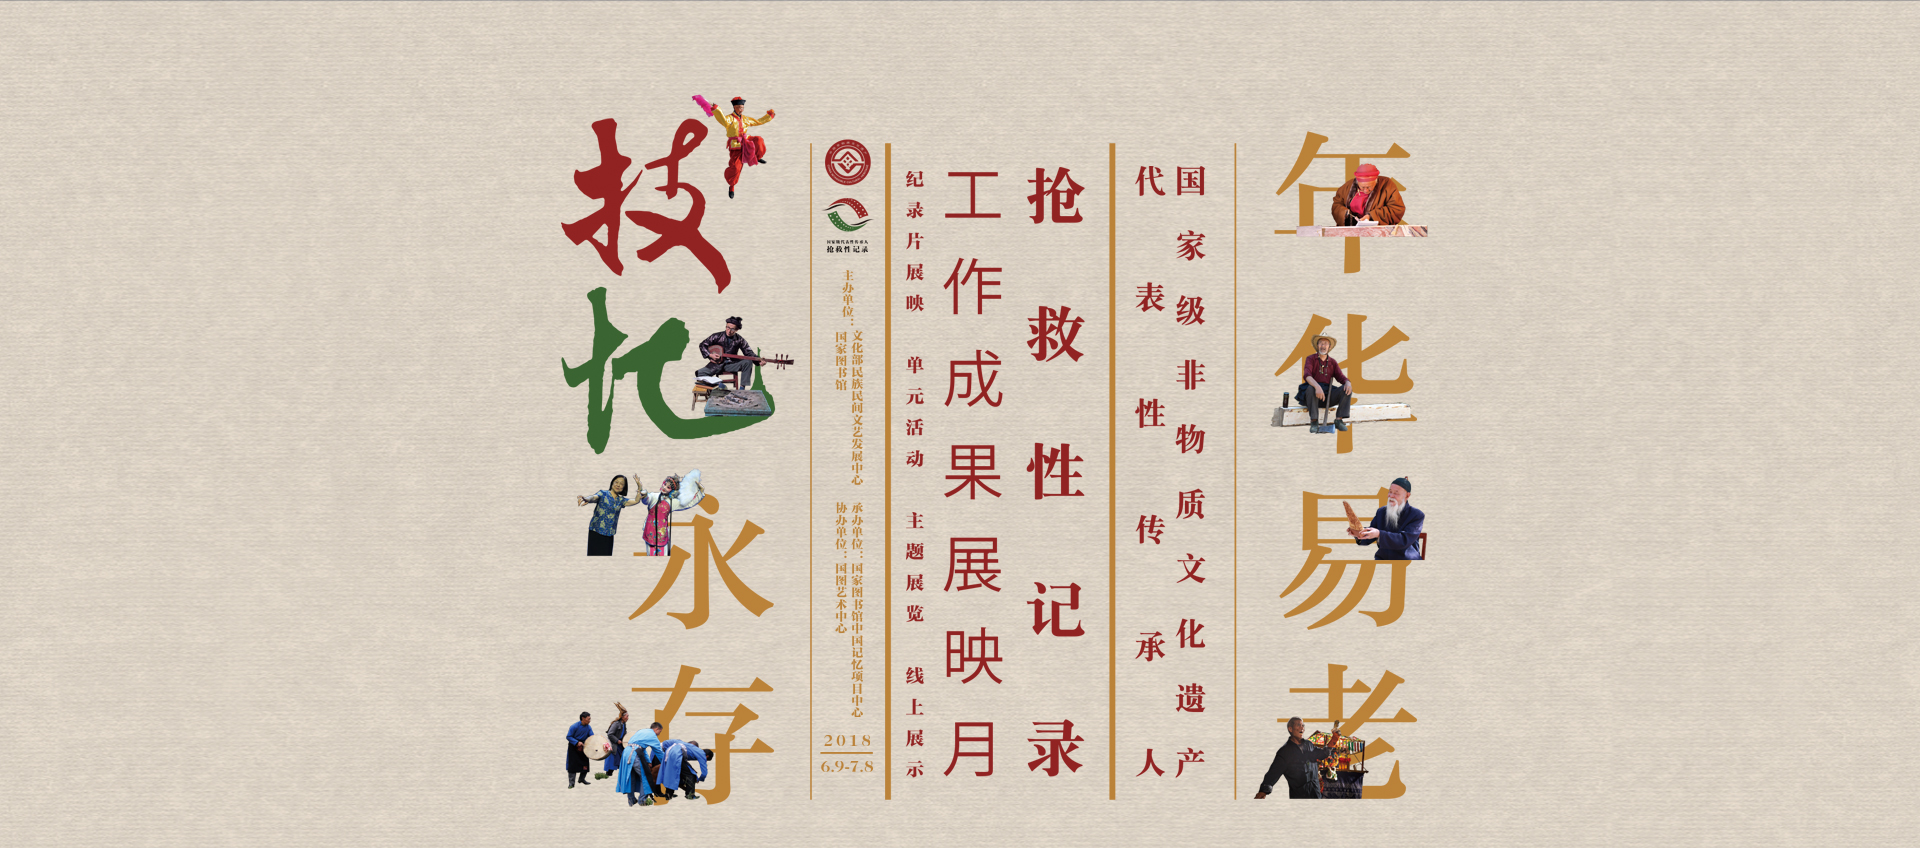 年华易老
国家级非物质文化遗产
代表性传承人
抢救性记录
工作成果展映月
纪录片展映 单元活动 主题展览 线上展示
主办单位：
文化部民族民间文艺发展中心
国家图书馆
承办单位：国家图书馆中国记忆项目中心
协办单位：国图艺术中心
2018
6.9-7.8
抢救性记录
技忆
永存